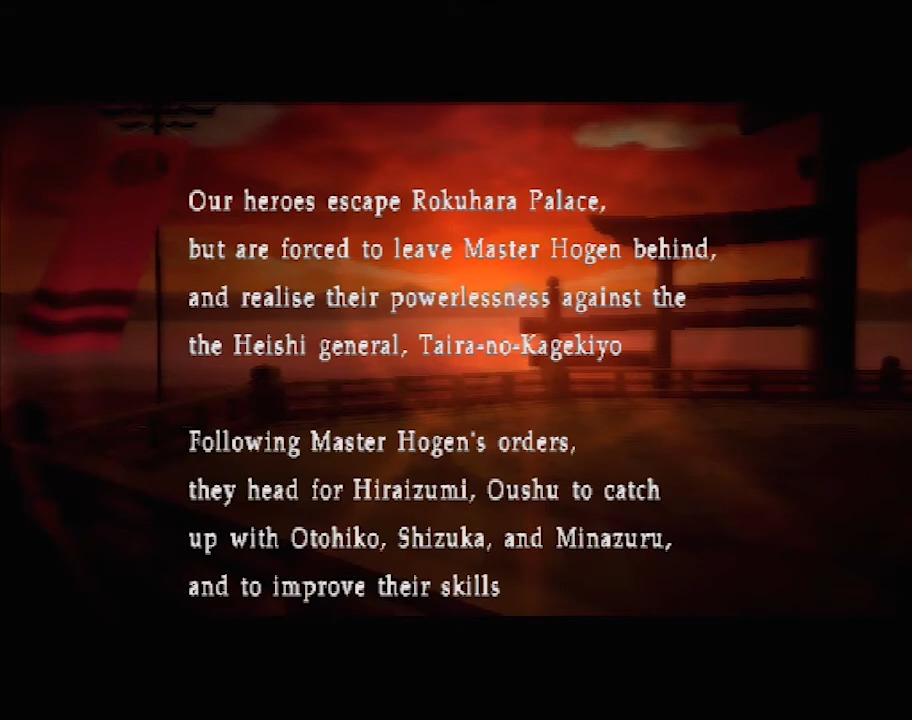 Our heroes escape Rokuhara Palace,
but are forced to leave Master Hogen behind,
and realise their powerlessness against the
the Heishi general, Taira-no-Kagekiyo
Following Master Hogen's orders,
they head for Hiraizumi, Oushu to catch
up with Otohiko, Shizuka, and Minazuru,
and to improve their skills